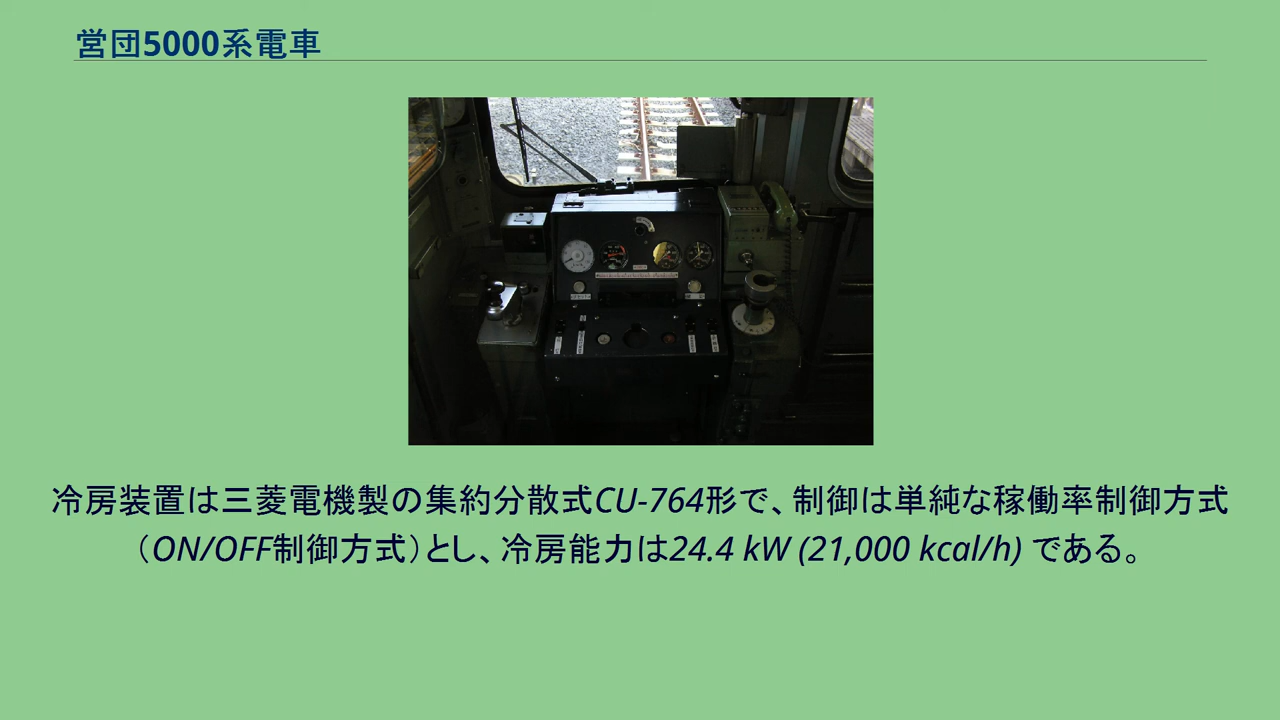 営団5000系電車
冷房装置は三菱電機製の集約分散式CU-764形で、制御は単純な稼働率制御方式
（ON/OFF制御方式）とし、冷房能力は24.4 kW (21,000 kcal/h) である。